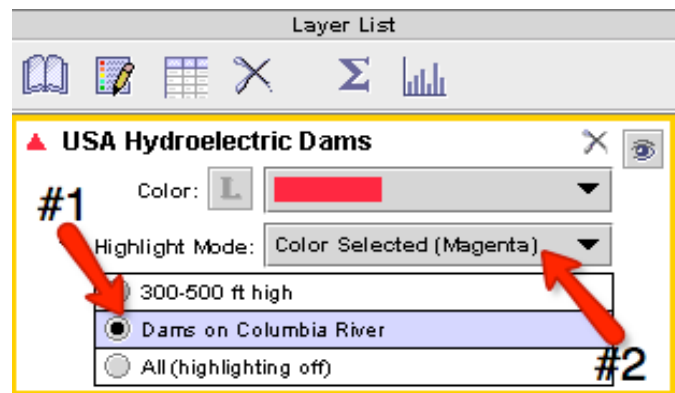 Layer List
Σ
USA Hydroelectric Dams
Color: L
#1
Highlight Mode: Color Selected (Magenta)
300-500 ft high
Dams on Columbia River
All (highlighting off)
#2